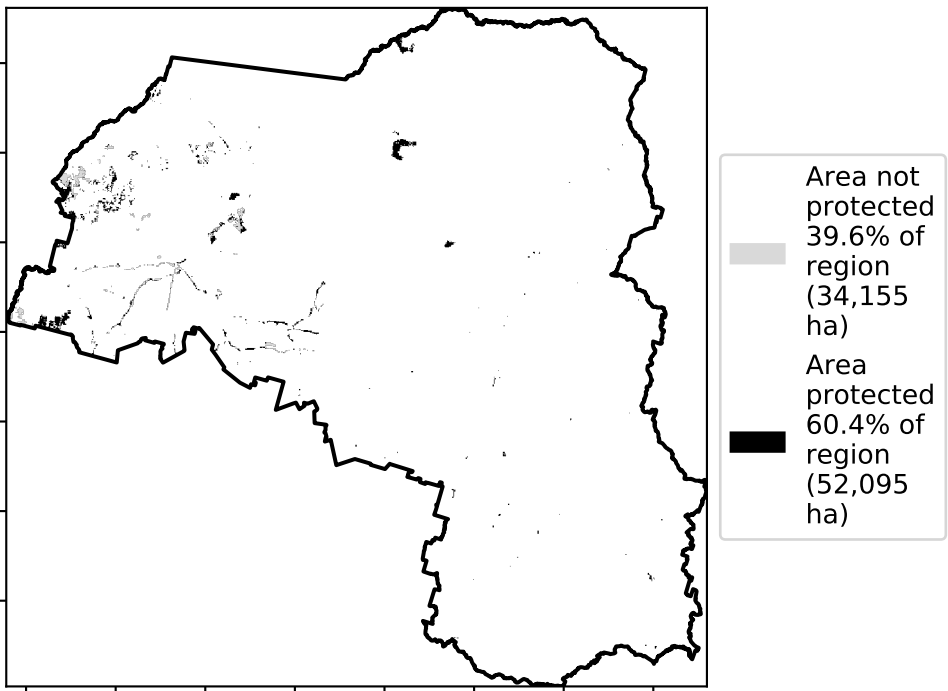 Area not
protected
39.6% of
region
(34,155
ha)
Area
protected
60.4% of
region
(52,095
ha)